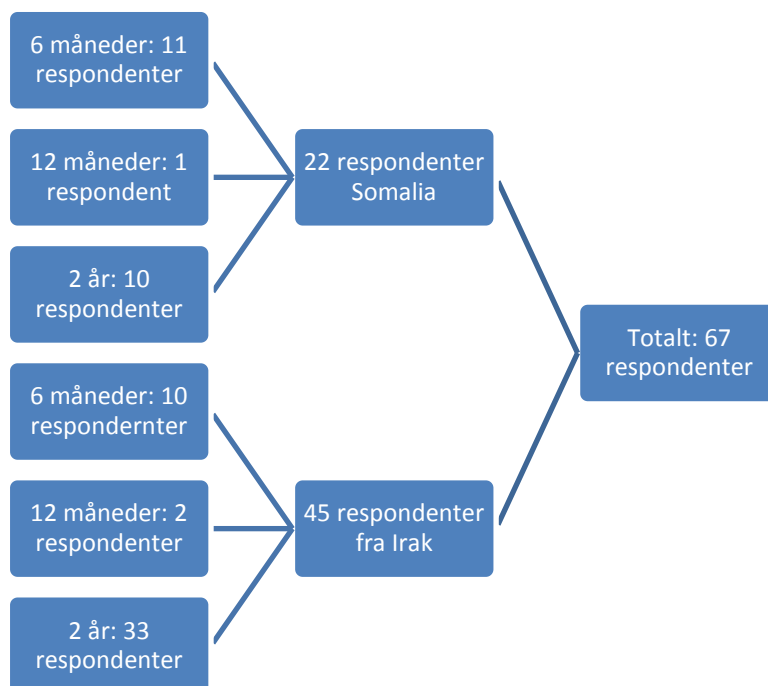 6 måneder: 11
respondenter
12 måneder: 1
respondent
2 år: 10
respondenter
22 respondenter
Somalia
6 måneder: 10
respondernter
12 måneder: 2
respondenter
2 år: 33
respondenter
45 respondenter
fra Irak
Totalt: 67
respondenter